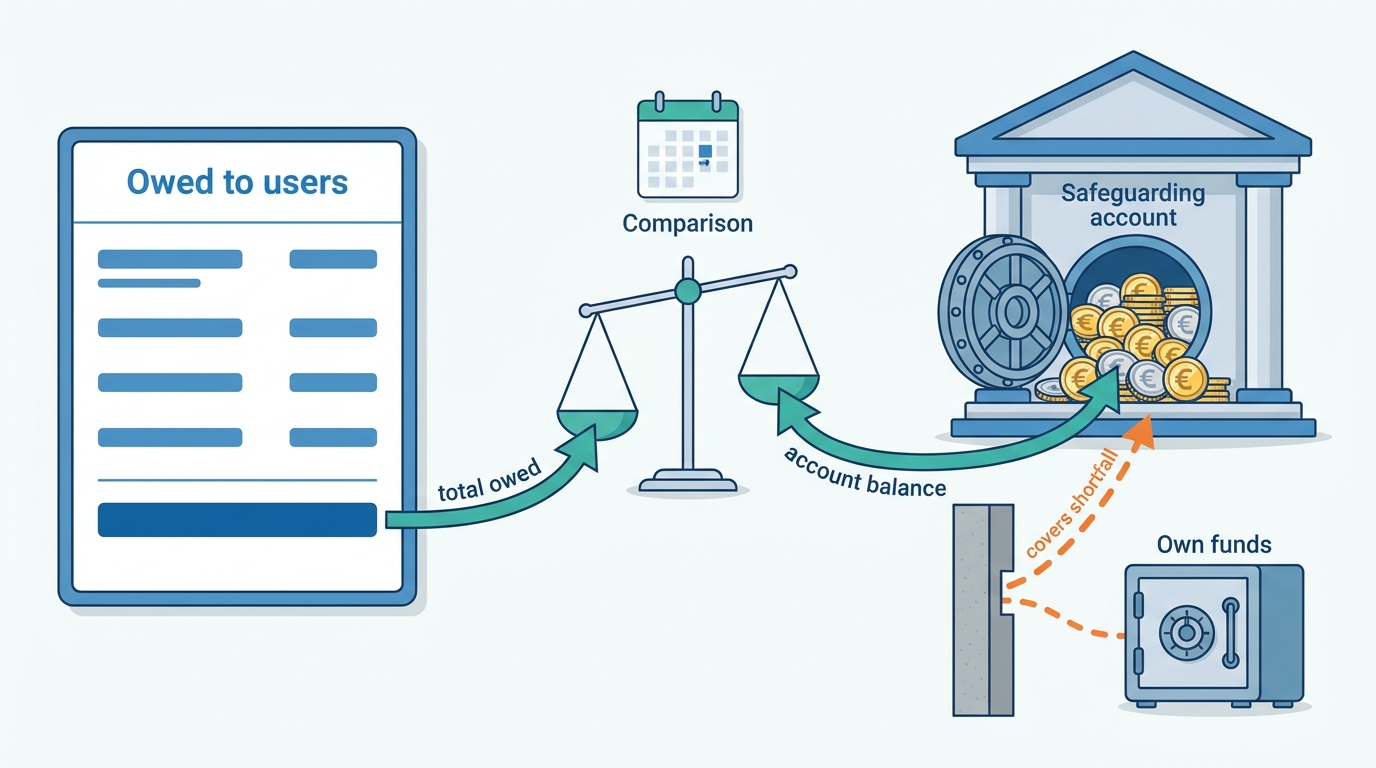 Owed to users
Comparison
Safeguarding
account
total owed
account balance
covers shortfall
Own funds